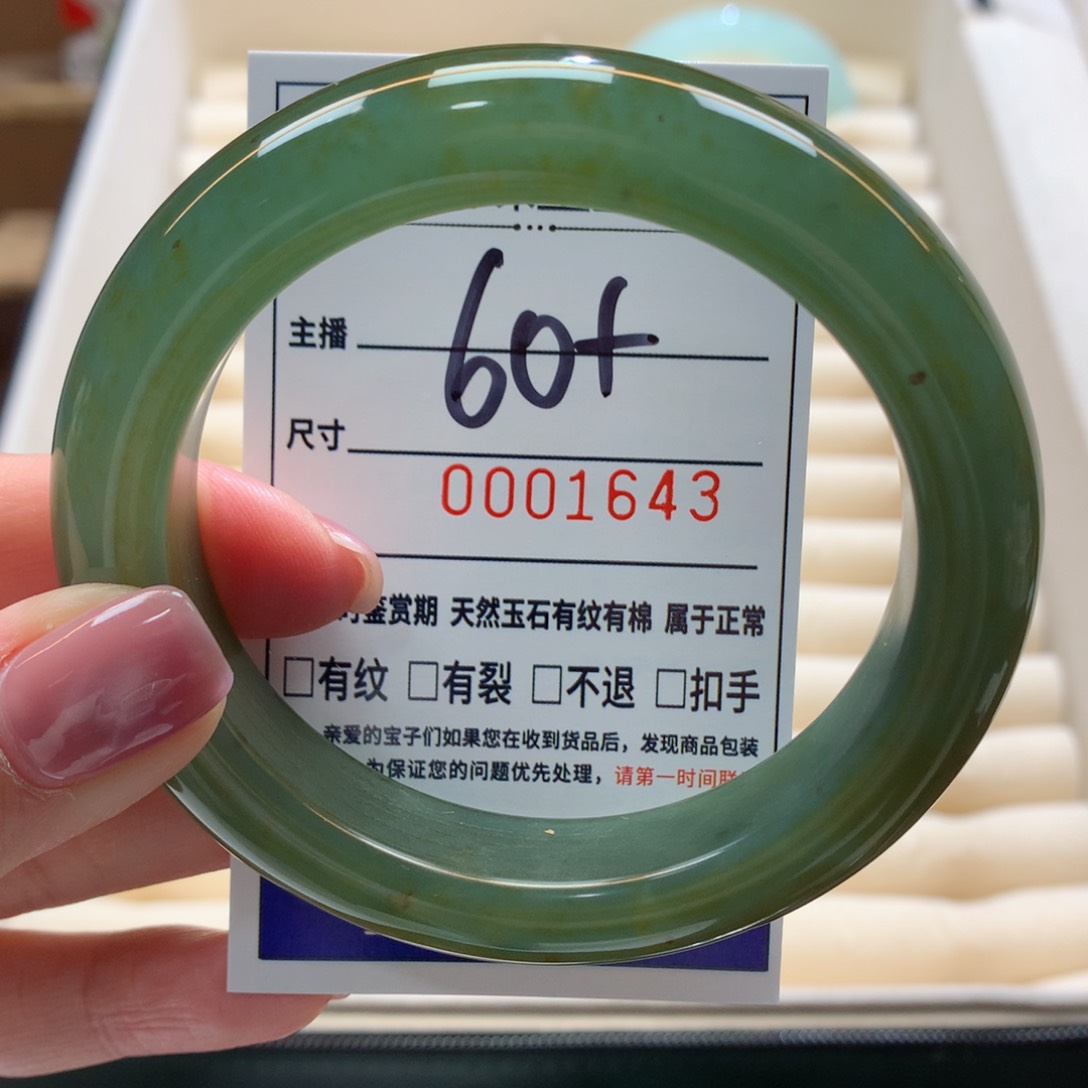 主播
60+
尺寸
0001643
鉴赏期 天然玉石有纹有棉 属于正常
□有纹 □有裂 □不退 □扣手
亲爱的宝子们如果您在收到货品后，发现商品包装
为保证您的问题优先处理，请第一时间联